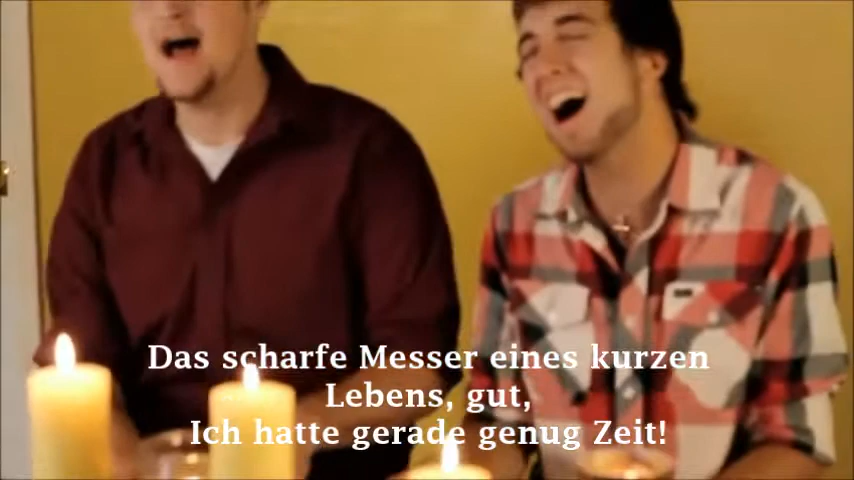 Das scharfe Messer eines kurzen
Lebens, gut,
Ich hatte gerade genug Zeit!